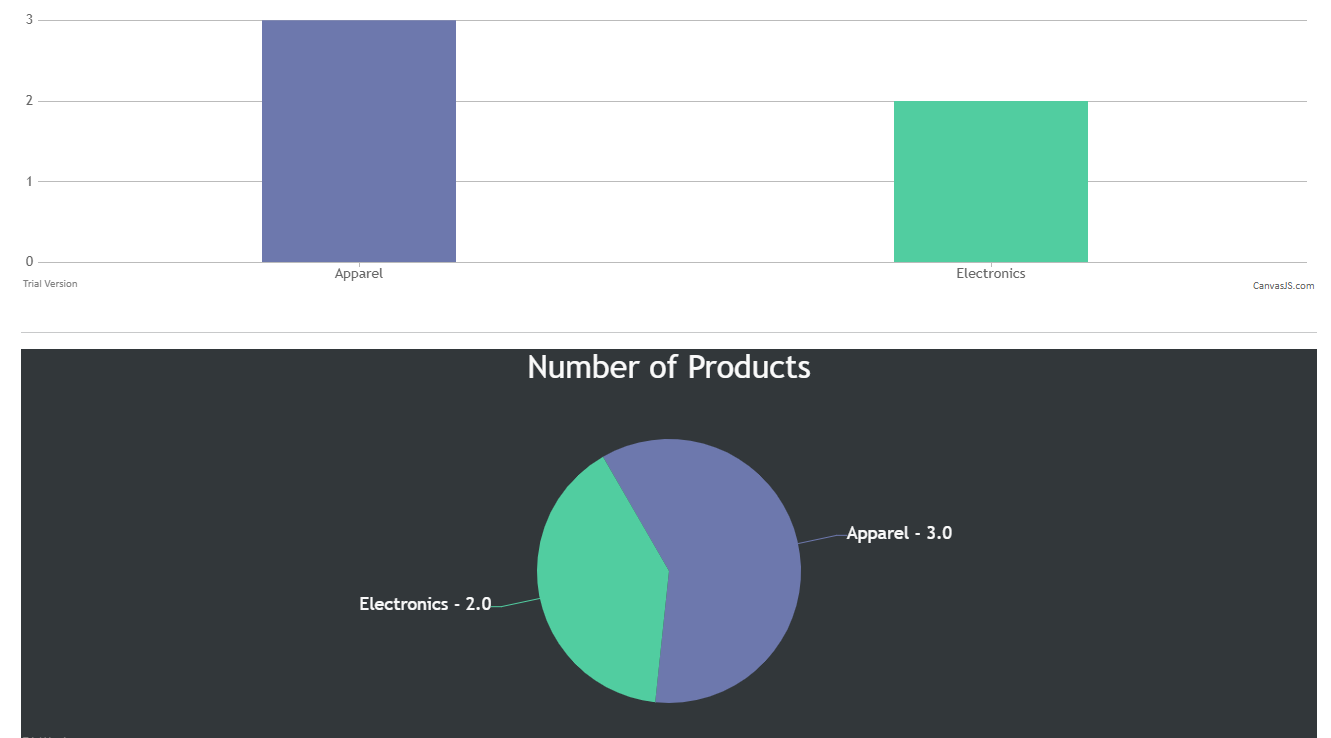 3
2
1
0
Apparel
Electronics
Trial Version
CanvasJS.com
Number of Products
Apparel - 3.0
Electronics - 2.0